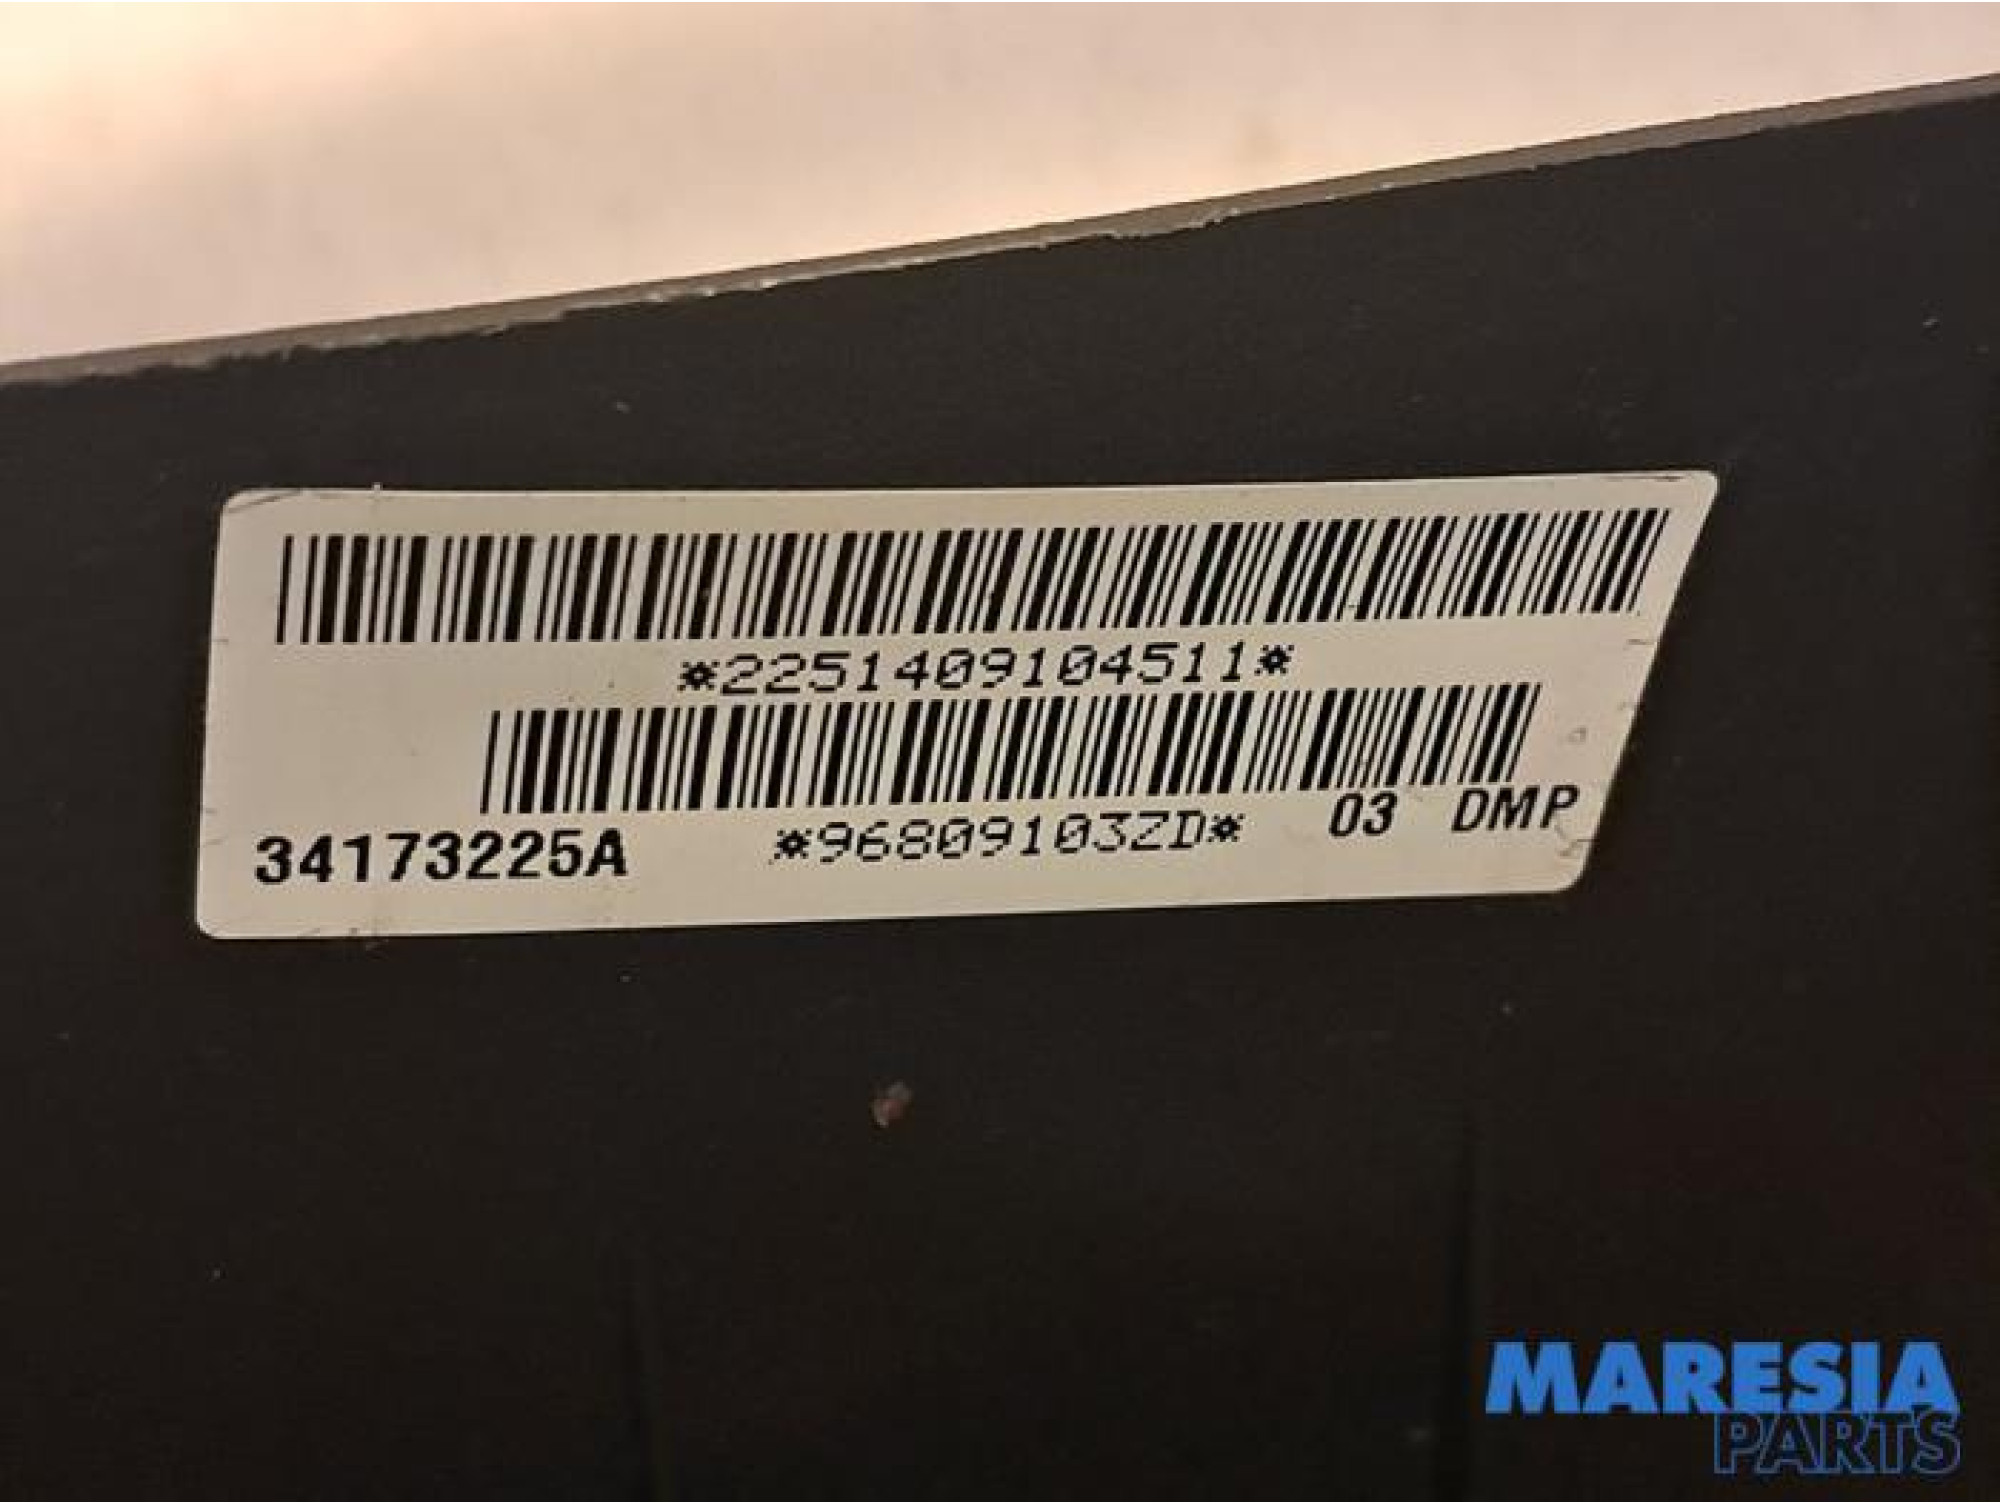 *2251409104511*
34173225A *96809103ZD* 03 DMP
MARESIA
PARTS